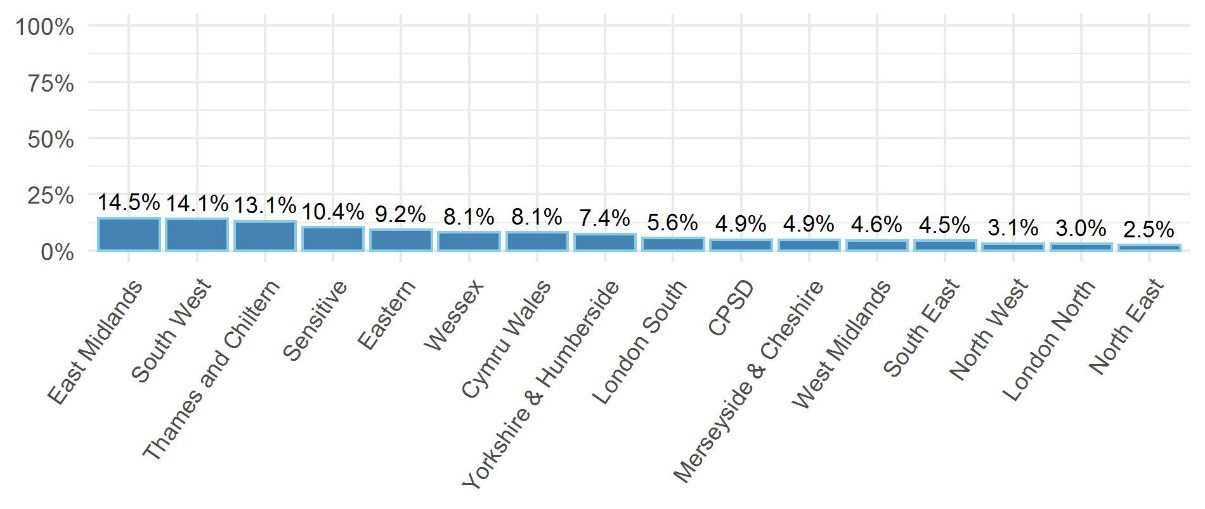 100%
75%
50%
25%
0%
14.5% 14.1% 13.1% 10.4% 9.2% 8.1% 8.1% 7.4% 5.6% 4.9% 4.9% 4.6% 4.5% 3.1% 3.0% 2.5%
East Midlands
South West
Thames and Chiltern
Sensitive
Eastern
Wessex
Cymru Wales
Yorkshire & Humberside
London South
CPSD
Merseyside & Cheshire
West Midlands
South East
North West
London North
North East